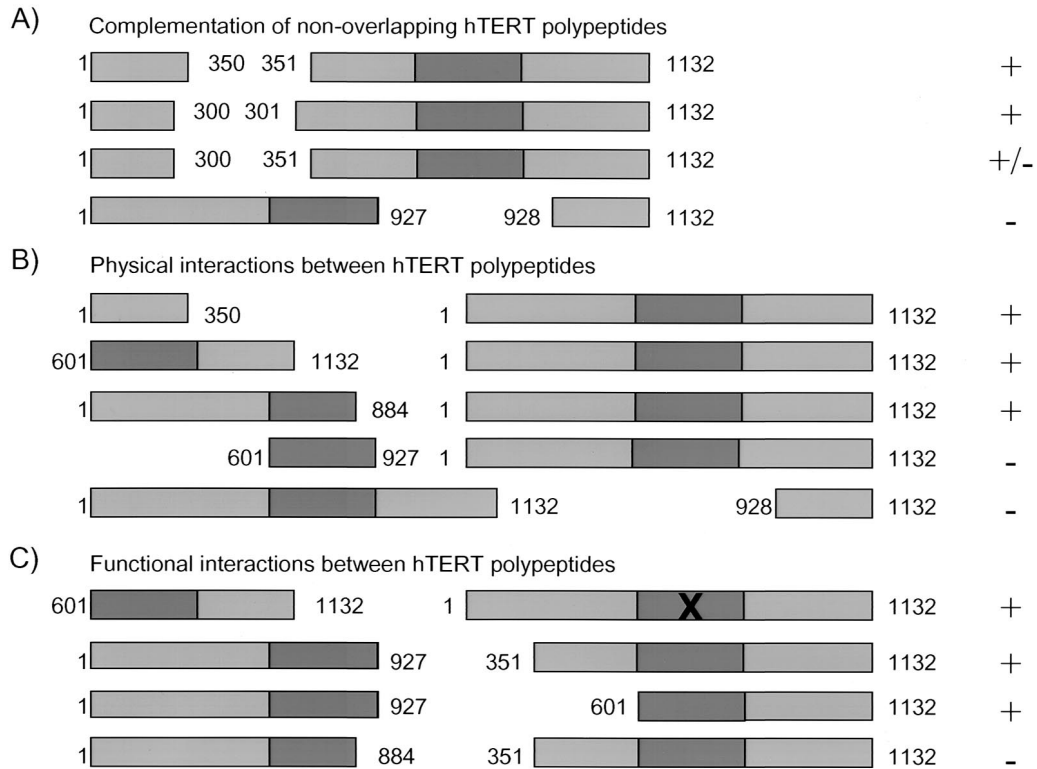 A) Complementation of non-overlapping hTERT polypeptides
1 350 351 1132 +
1 300 301 1132 +
1 300 351 1132 +/-
1 927 928 1132 -
B) Physical interactions between hTERT polypeptides
1 350 1 1132 +
601 1132 1 1132 +
1 884 1 1132 +
601 927 1 1132 -
1 1132 928 1132 -
C) Functional interactions between hTERT polypeptides
601 1132 1 X 1132 +
1 927 351 1132 +
1 927 601 1132 +
1 884 351 1132 -